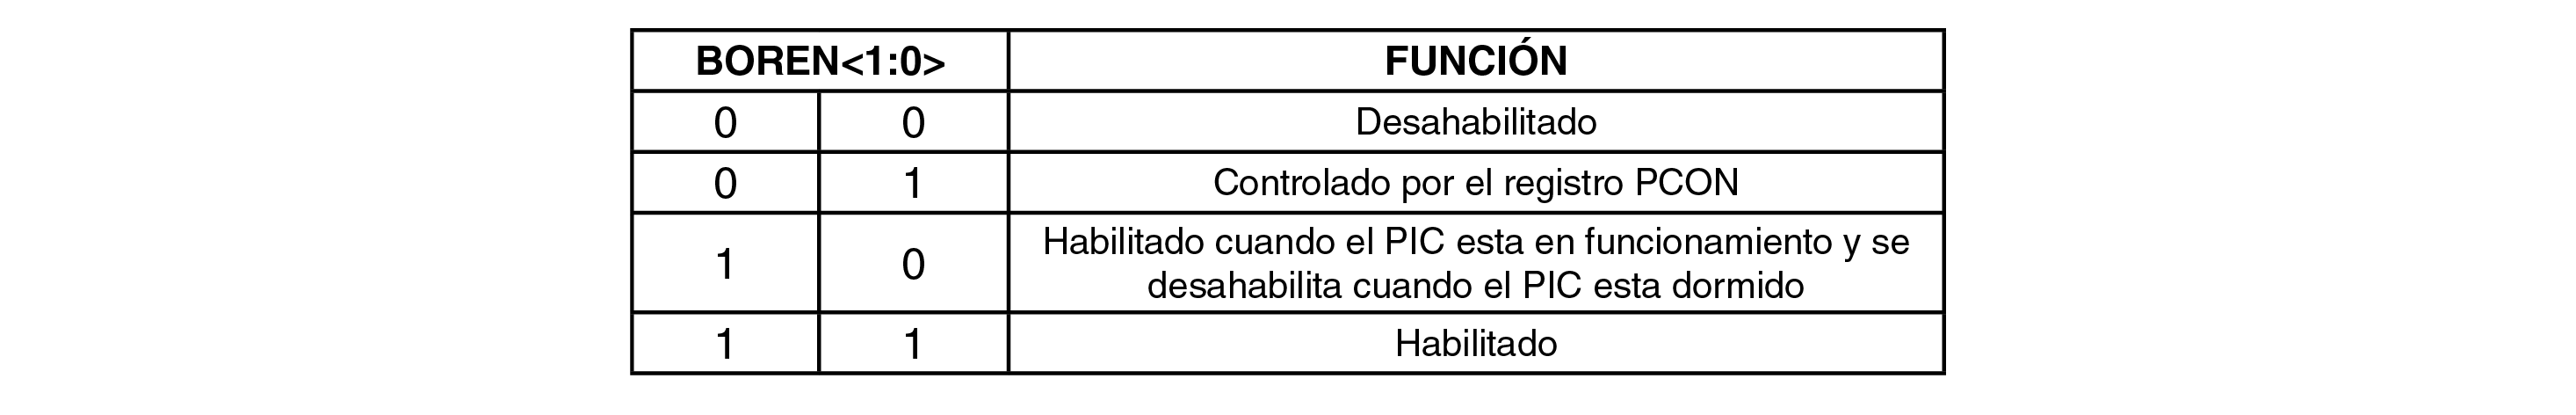 BOREN<1:0> FUNCIÓN
0 0 Desahabilitado
0 1 Controlado por el registro PCON
1 0 Habilitado cuando el PIC esta en funcionamiento y se
desahabilita cuando el PIC esta dormido
1 1 Habilitado